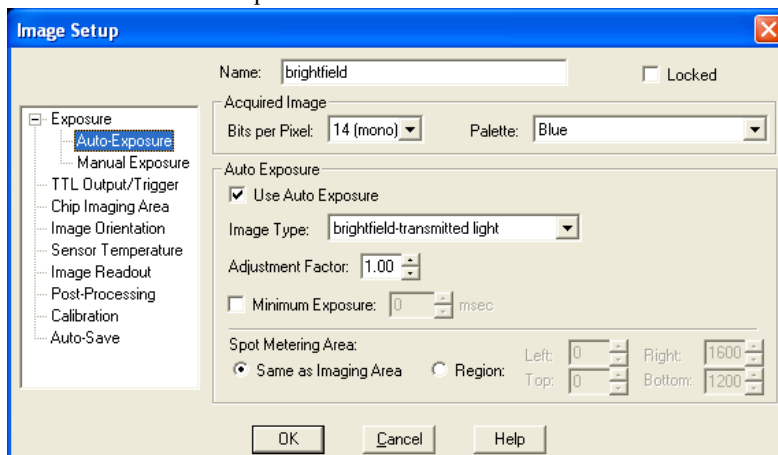 Image Setup
Name: brightfield Locked
Acquired Image
Bits per Pixel: 14 (mono) Palette: Blue
Exposure
Auto-Exposure
Manual Exposure
TTL Output/Trigger
Chip Imaging Area
Image Orientation
Sensor Temperature
Image Readout
Post-Processing
Calibration
Auto-Save
Auto Exposure
Use Auto Exposure
Image Type: brightfield-transmitted light
Adjustment Factor: 1.00
Minimum Exposure: 0 msec
Spot Metering Area:
Same as Imaging Area Region:
Left: 0 Right: 1600
Top: 0 Bottom: 1200
OK Cancel Help